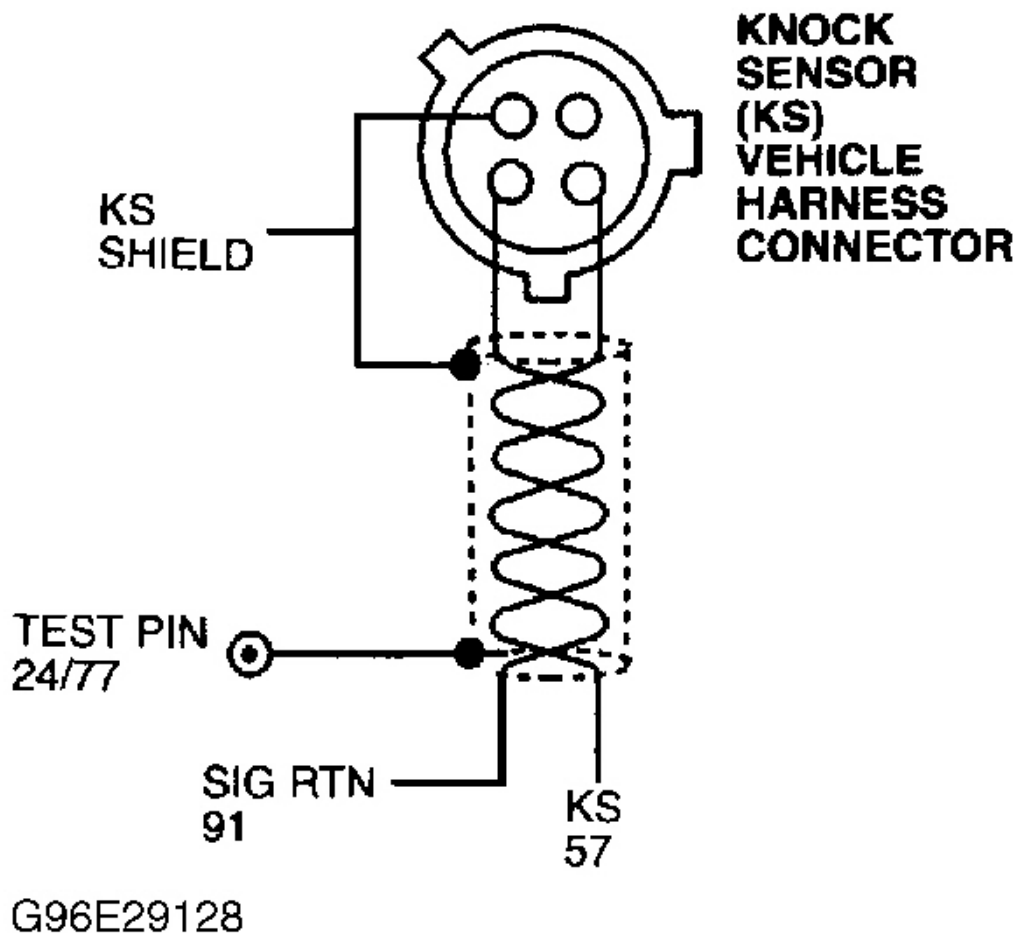 KNOCK
SENSOR
(KS)
VEHICLE
HARNESS
CONNECTOR
KS
SHIELD
TEST PIN
24/77
SIG RTN
91
KS
57
G96E29128